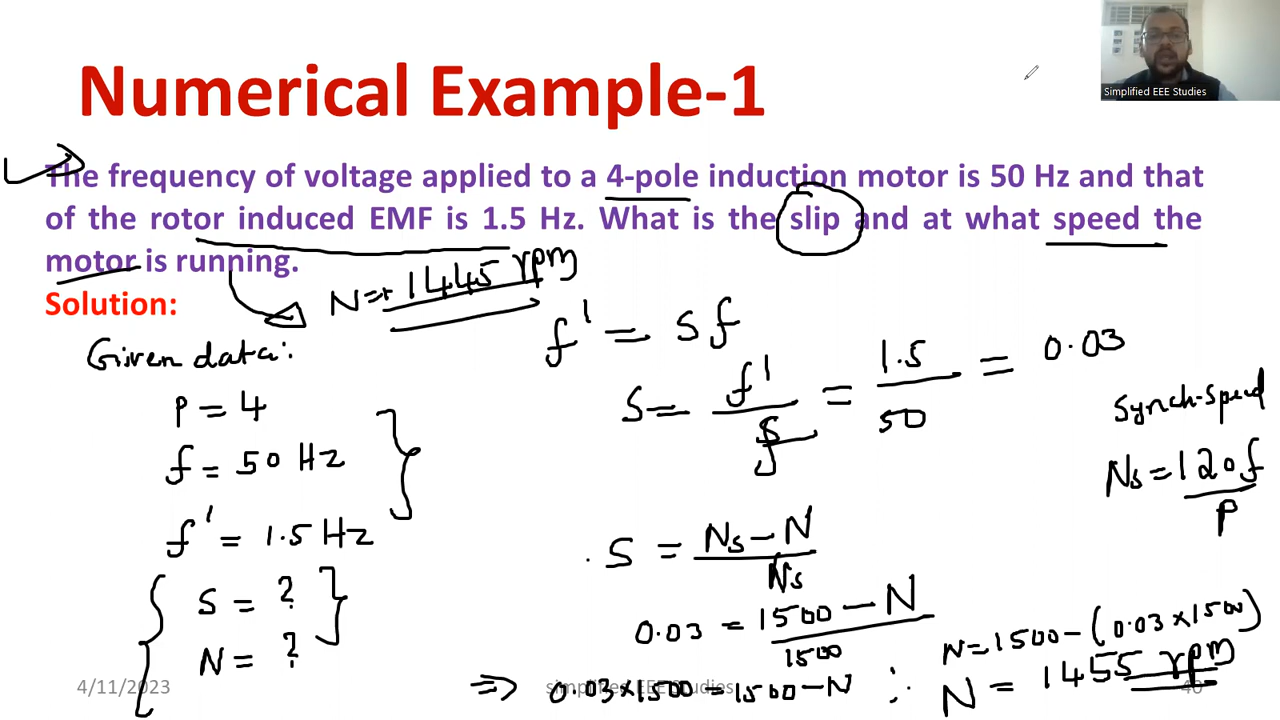 Numerical Example-1
Simplified EEE Studies
The frequency of voltage applied to a 4-pole induction motor is 50 Hz and that
of the rotor induced EMF is 1.5 Hz. What is the slip and at what speed the
motor is running.
N = 1445 rpm
Solution:
f' = sf
Given data:
S = f'/f = 1.5/50 = 0.03
P = 4
Synch-speed
f = 50 Hz
Ns = 120f/P
f' = 1.5 Hz
S = Ns - N/Ns
S = ?
0.03 = 1500 - N/1500
N = 1500 - (0.03 × 1500)
N = ?
⇒ 0.03 × 1500 = 1500 - N
∴ N = 1455 rpm
4/11/2023
simplified EEE Studies
40